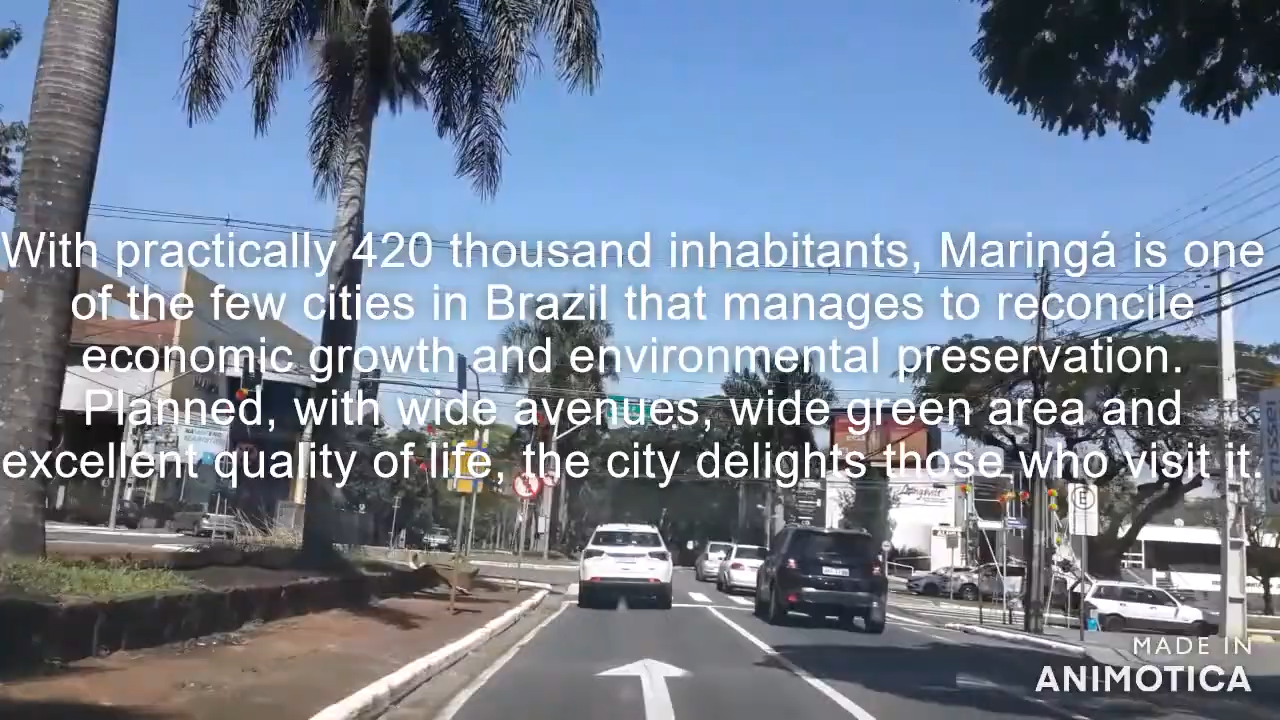 With practically 420 thousand inhabitants, Maringá is one
of the few cities in Brazil that manages to reconcile
economic growth and environmental preservation.
Planned, with wide avenues, wide green area and
excellent quality of life, the city delights those who visit it.
E
MADE IN
ANIMOTICA